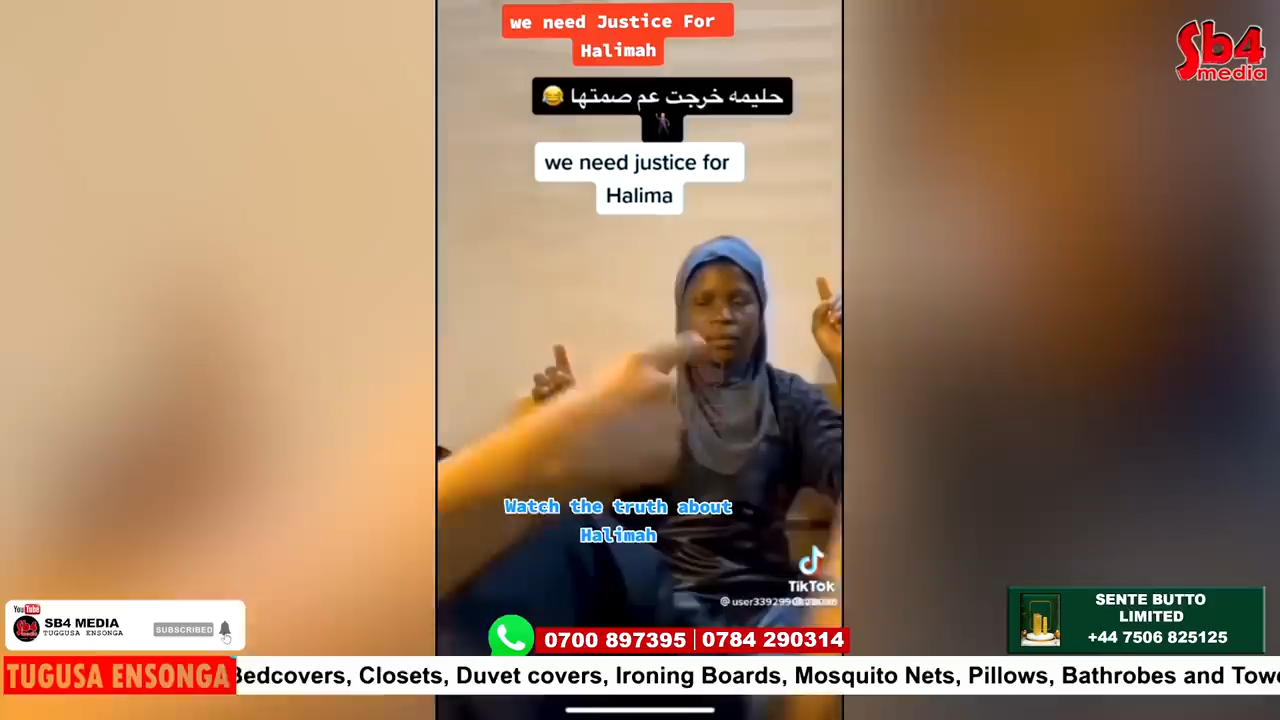 we need Justice For
Halimah
حليمه خرجت عم صمتها 😂
we need justice for
Halima
Sb4
media
Watch the truth about
Halimah
TikTok
YouTube
SB4 MEDIA
TUGGUSA ENSONGA
SUBSCRIBED
0700 897395 | 0784 290314
SENTE BUTTO
LIMITED
+44 7506 825125
TUGUSA ENSONGA
Bedcovers, Closets, Duvet covers, Ironing Boards, Mosquito Nets, Pillows, Bathrobes and